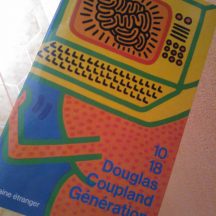 10
18
Douglas
Coupland
Génération
aine étranger